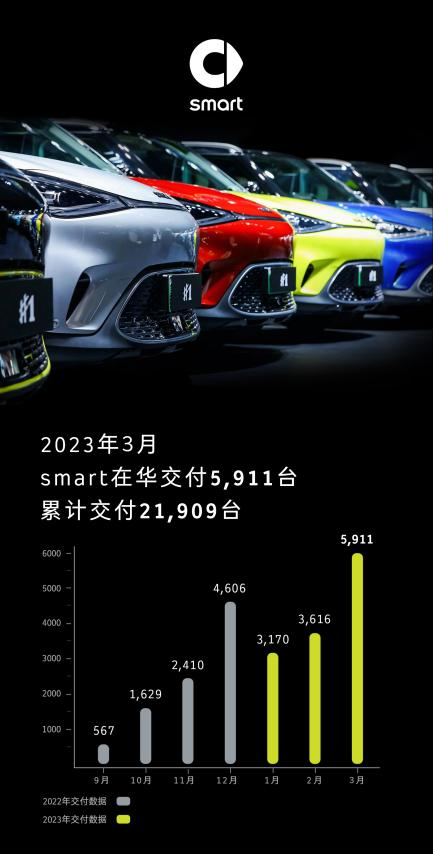 smart
#1
#1
#1
#1
2023年3月
smart在华交付5,911台
累计交付21,909台
5,911
6000
5000
4,606
4000
3,616
3,170
3000
2,410
2000
1,629
1000
567
9月 10月 11月 12月 1月 2月 3月
2022年交付数据
2023年交付数据